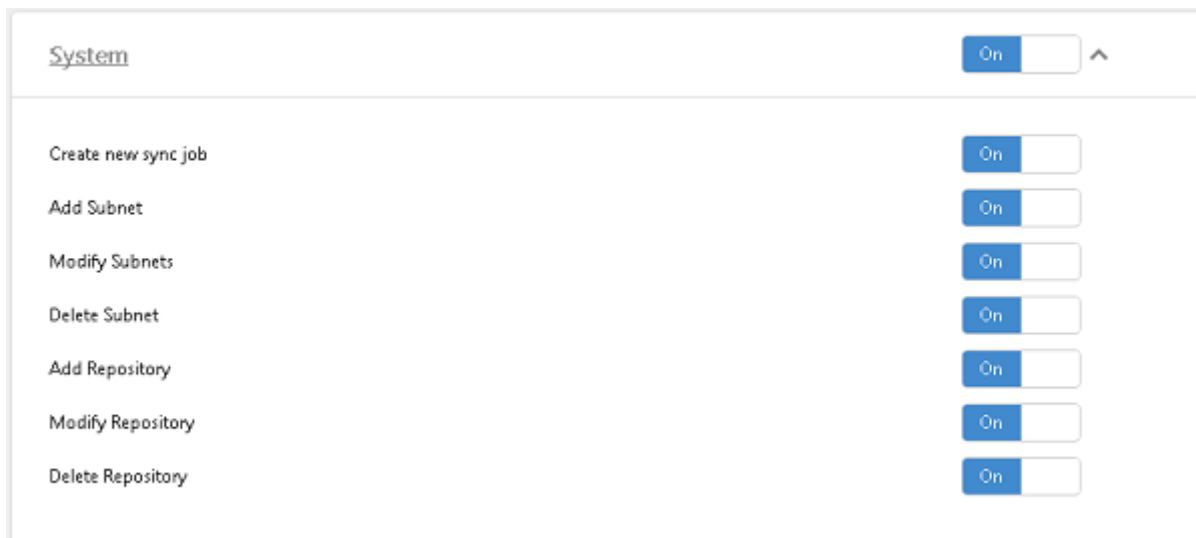 System On
Create new sync job On
Add Subnet On
Modify Subnets On
Delete Subnet On
Add Repository On
Modify Repository On
Delete Repository On